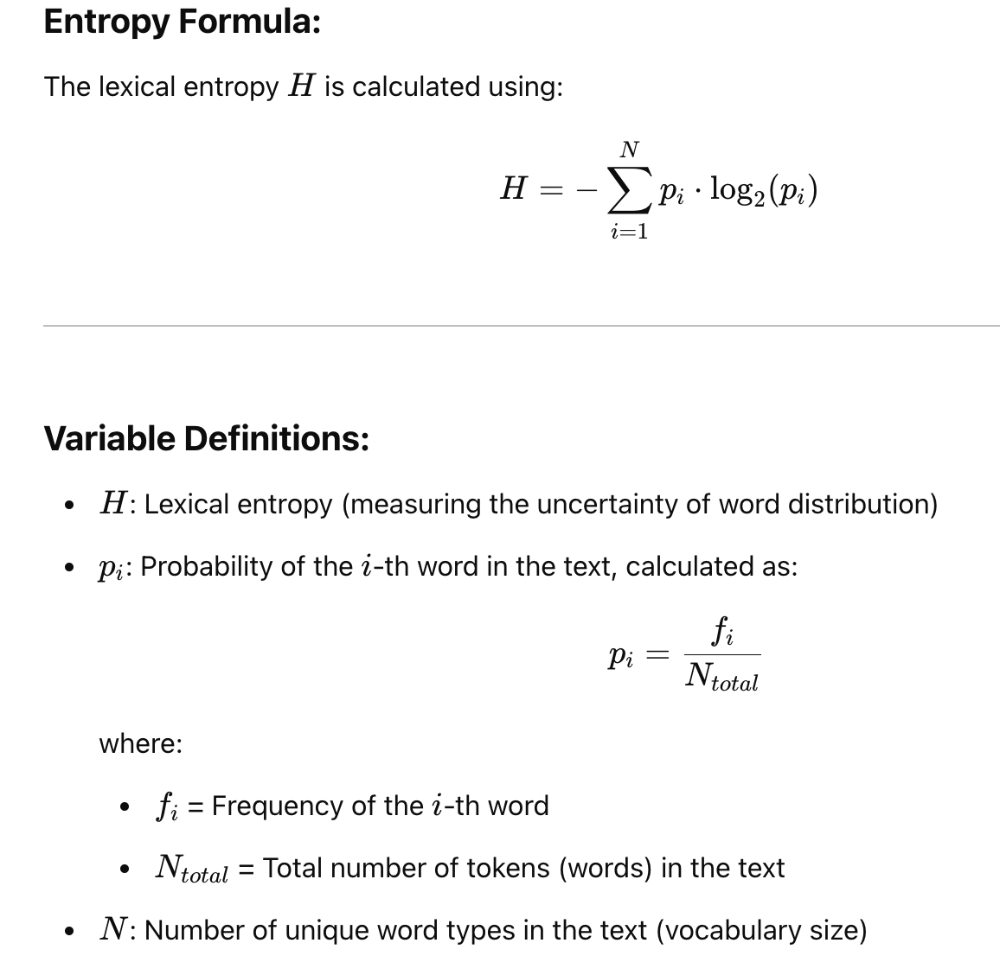 Entropy Formula:
The lexical entropy H is calculated using:
H = − ∑_{i=1}^{N} p_i · log_2(p_i)
Variable Definitions:
• H: Lexical entropy (measuring the uncertainty of word distribution)
• p_i: Probability of the i-th word in the text, calculated as:
p_i = f_i / N_{total}
where:
• f_i = Frequency of the i-th word
• N_{total} = Total number of tokens (words) in the text
• N: Number of unique word types in the text (vocabulary size)